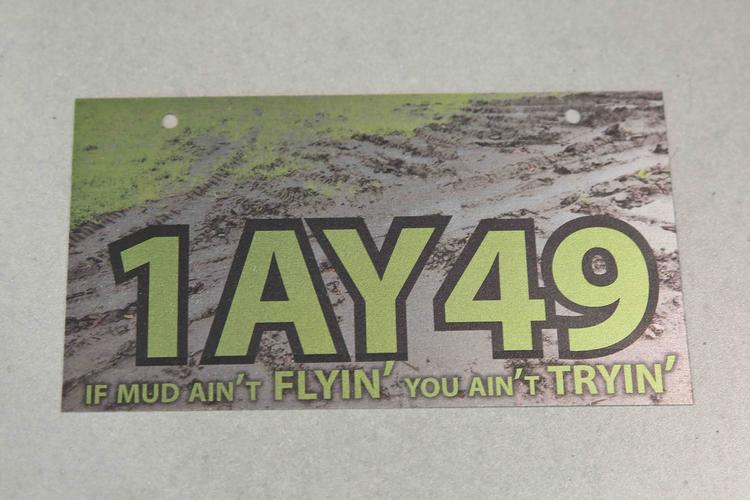 1AY49
IF MUD AIN'T FLYIN' YOU AIN'T TRYIN'